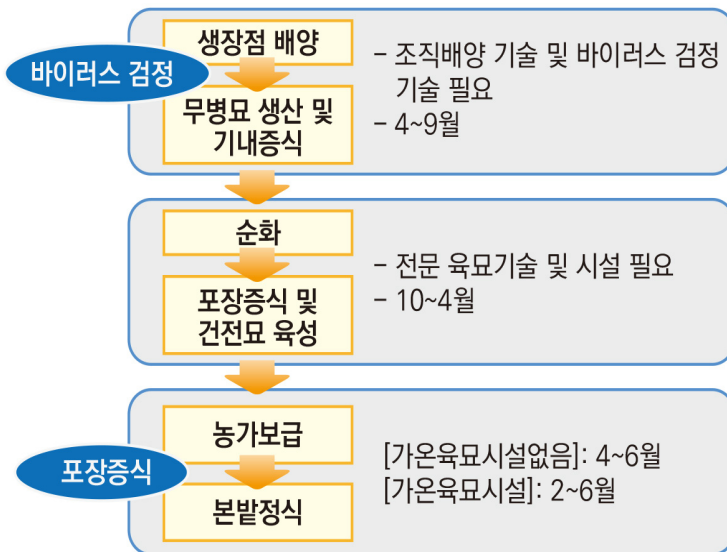 생장점 배양
바이러스 검정
무병묘 생산 및
기내증식
- 조직배양 기술 및 바이러스 검정
기술 필요
- 4~9월
순화
포장증식 및
건전묘 육성
- 전문 육묘기술 및 시설 필요
- 10~4월
농가보급
포장증식
본밭정식
[가온육묘시설없음]: 4~6월
[가온육묘시설]: 2~6월